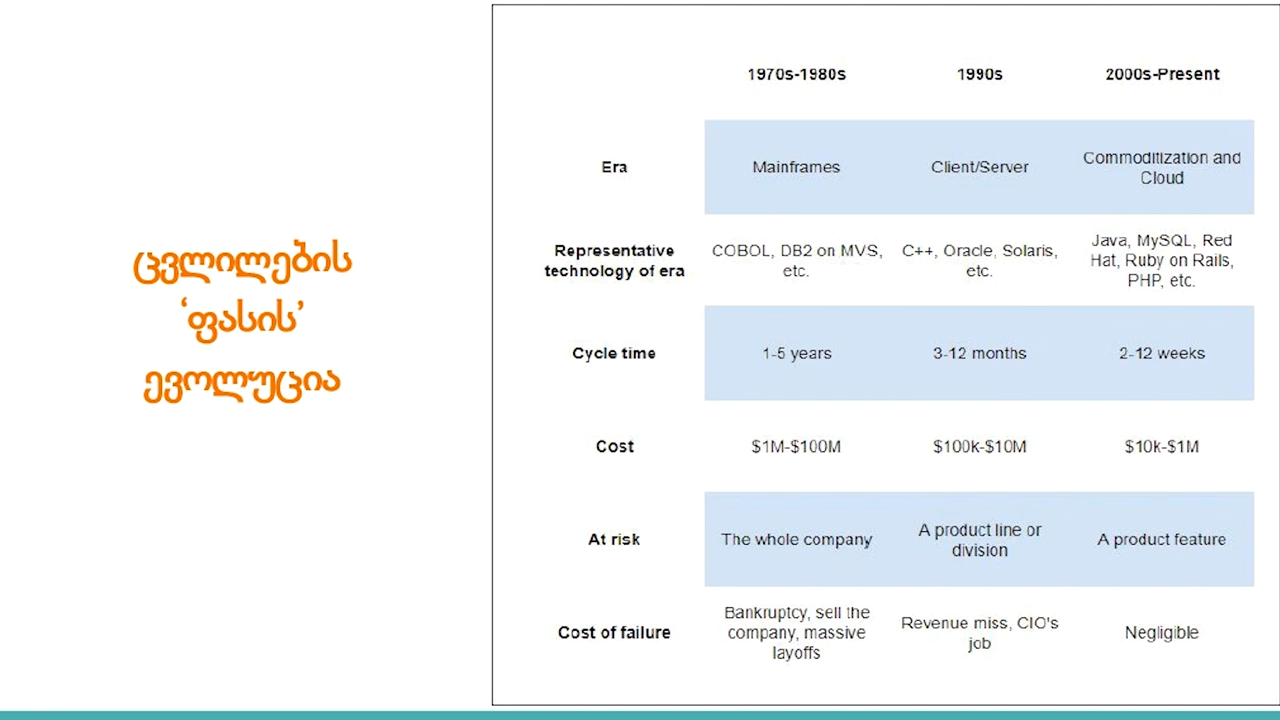 ცვლილების
‘ფასის’
ევოლუცია
1970s-1980s 1990s 2000s-Present
Era Mainframes Client/Server Commoditization and
Cloud
Representative
technology of era COBOL, DB2 on MVS,
etc. C++, Oracle, Solaris,
etc. Java, MySQL, Red
Hat, Ruby on Rails,
PHP, etc.
Cycle time 1-5 years 3-12 months 2-12 weeks
Cost $1M-$100M $100k-$10M $10k-$1M
At risk The whole company A product line or
division A product feature
Cost of failure Bankruptcy, sell the
company, massive
layoffs Revenue miss, CIO's
job Negligible